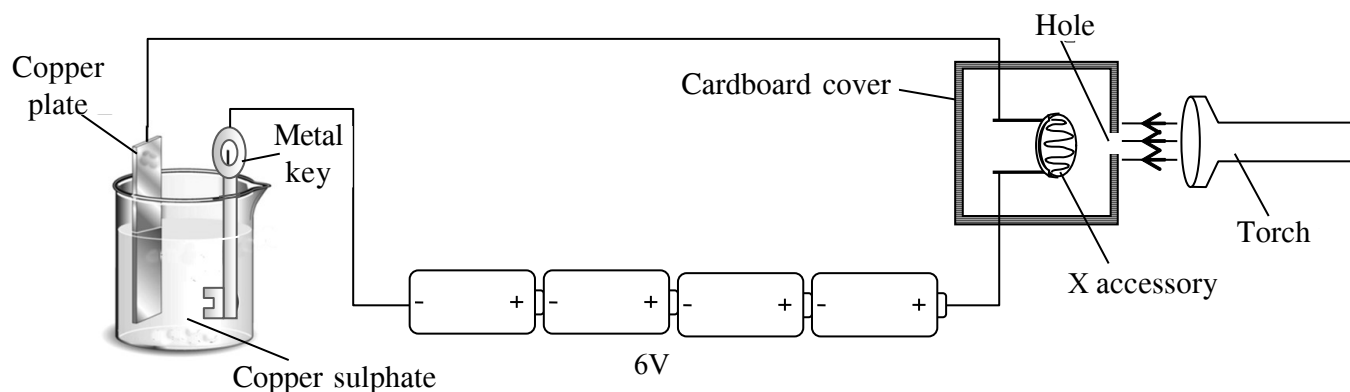 Hole
Copper
plate
Cardboard cover
Metal
key
Torch
X accessory
- + - + - + - +
6V
Copper sulphate